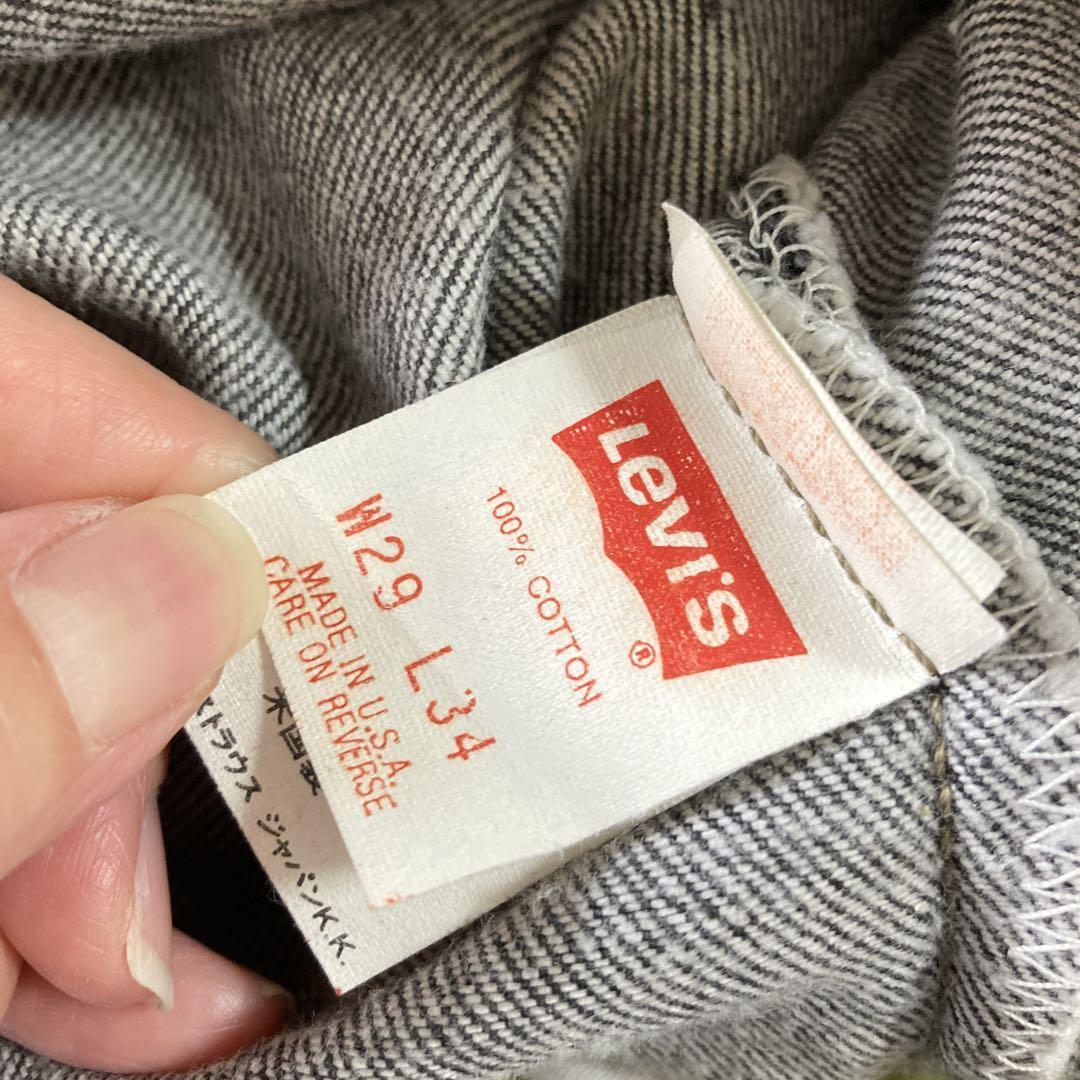 Levi's®
100% COTTON
W29 L34
MADE IN U.S.A.
CARE ON REVERSE
米国製
ストラウス ジャパンK.K.